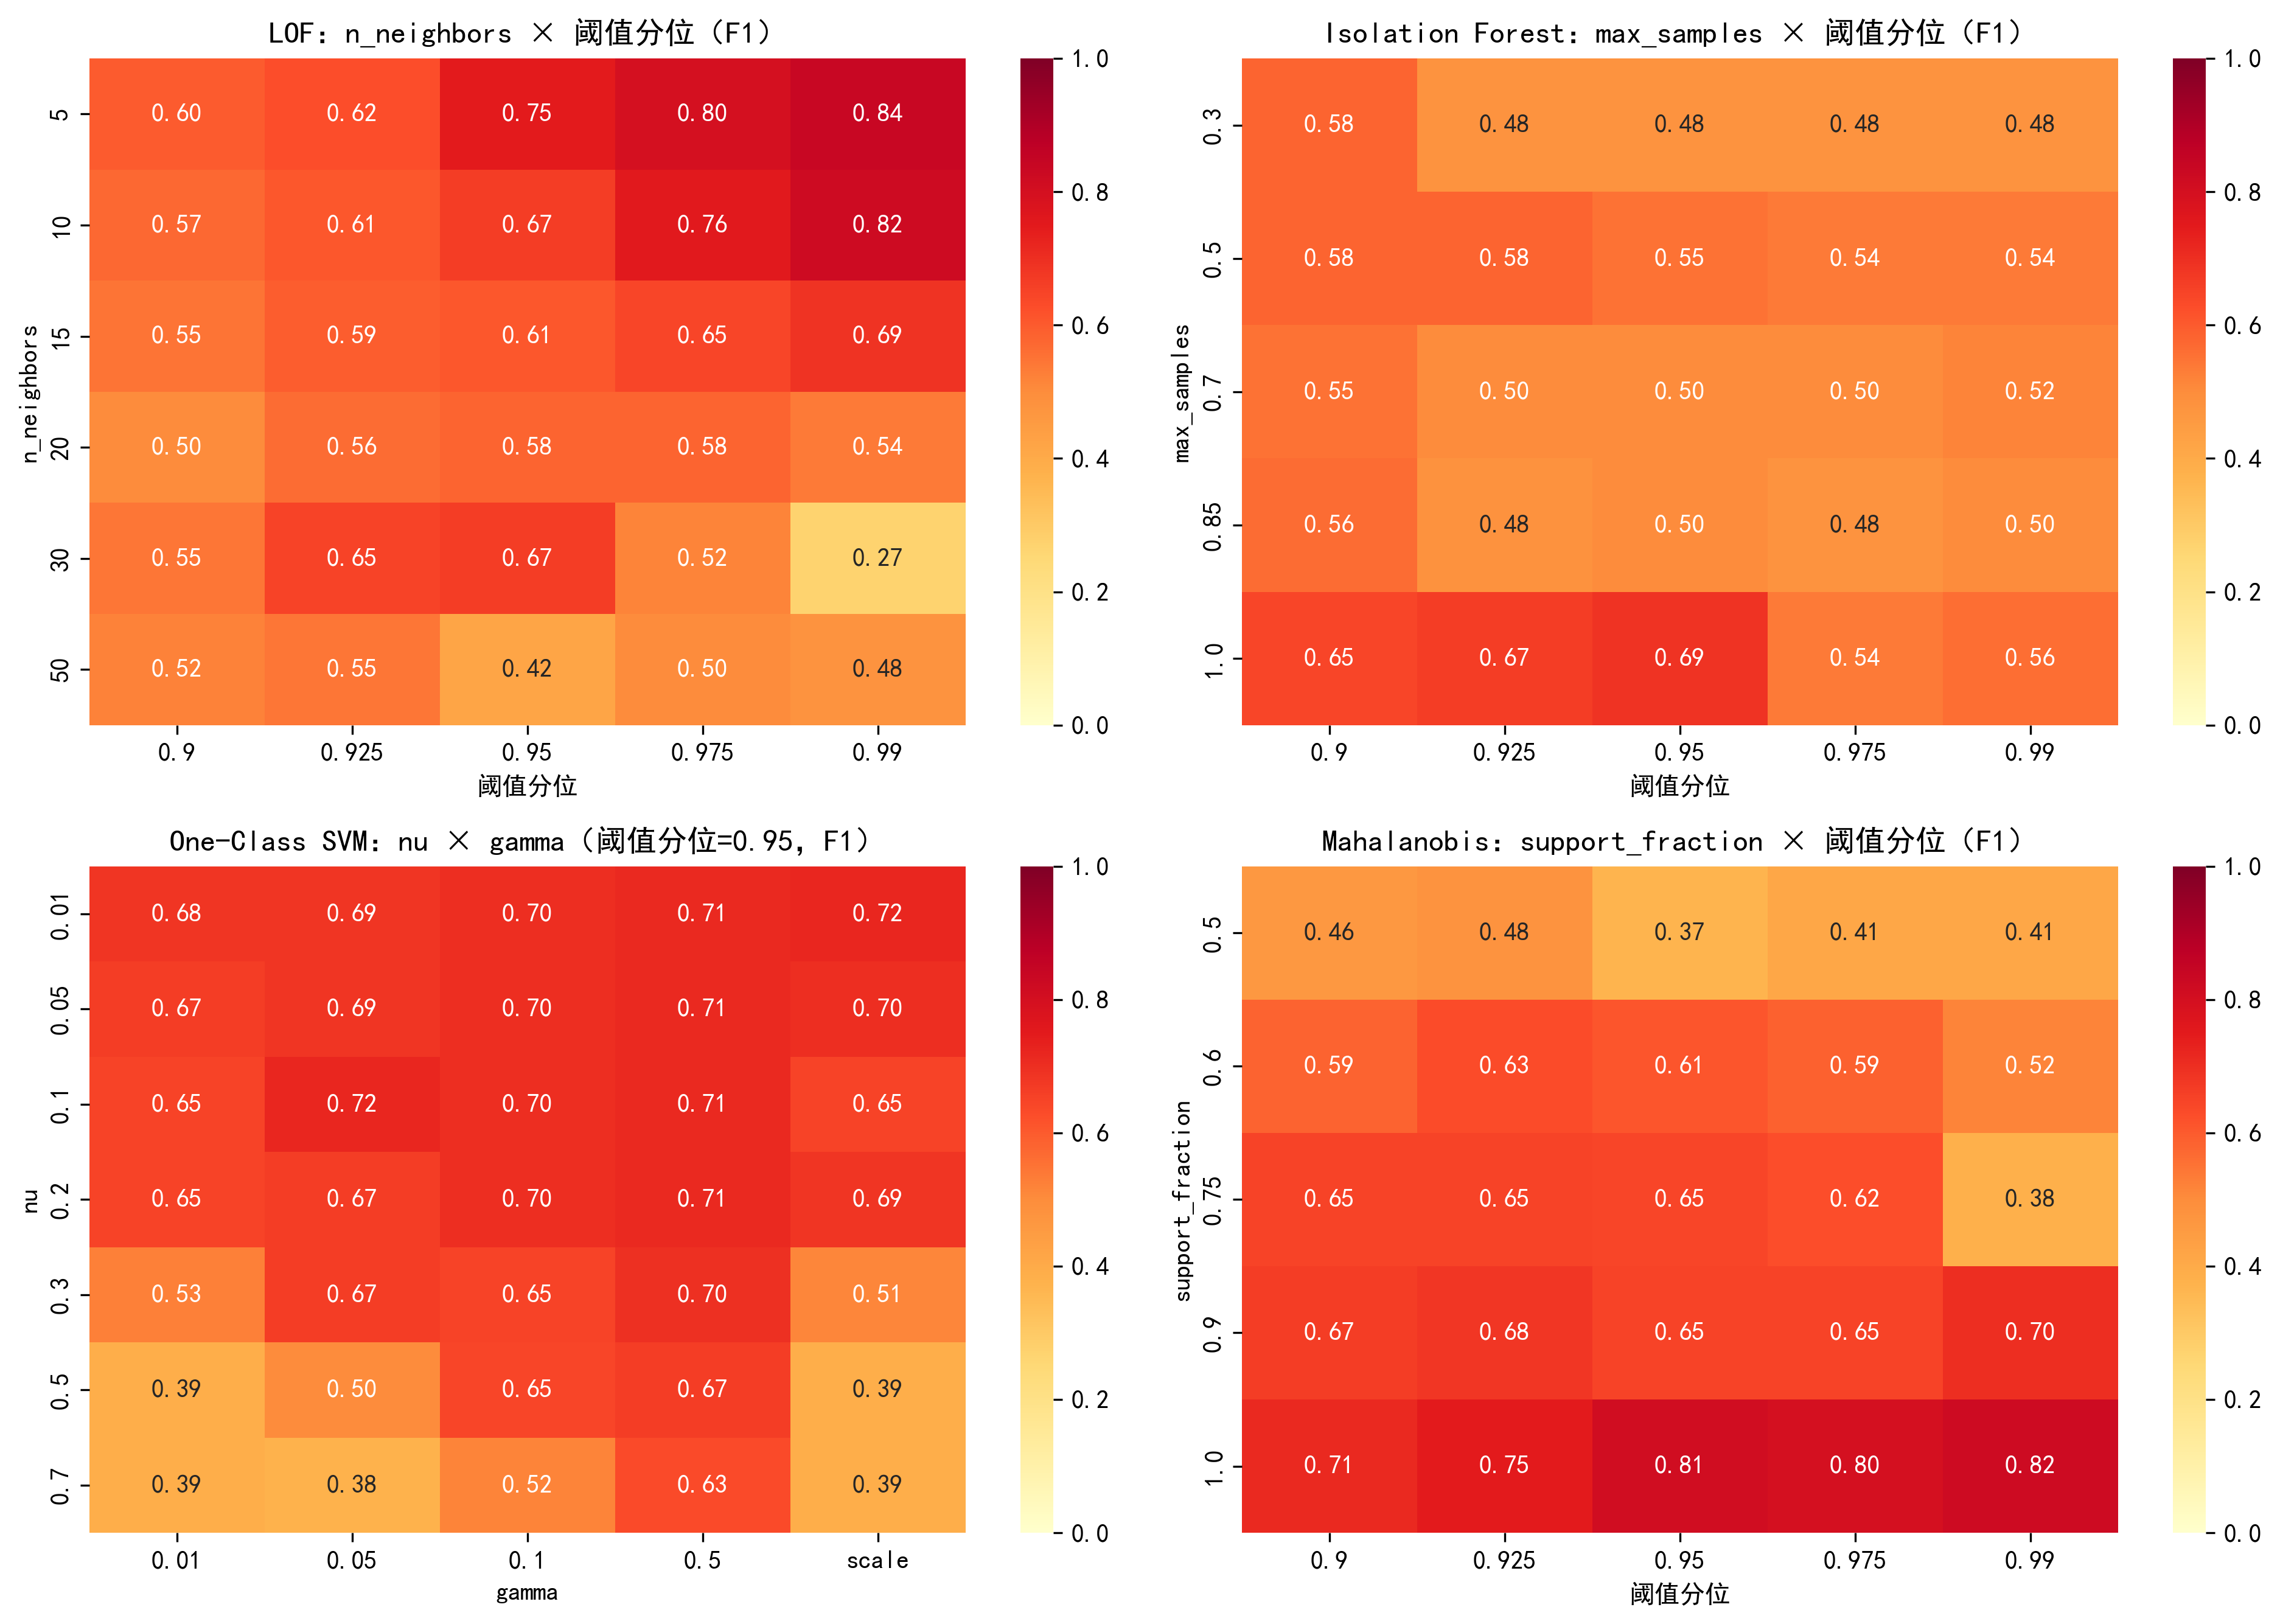 LOF：n_neighbors × 阈值分位（F1）
n_neighbors
5 0.60 0.62 0.75 0.80 0.84
10 0.57 0.61 0.67 0.76 0.82
15 0.55 0.59 0.61 0.65 0.69
20 0.50 0.56 0.58 0.58 0.54
30 0.55 0.65 0.67 0.52 0.27
50 0.52 0.55 0.42 0.50 0.48
0.9 0.925 0.95 0.975 0.99
阈值分位
1.0
0.8
0.6
0.4
0.2
0.0
Isolation Forest：max_samples × 阈值分位（F1）
max_samples
0.3 0.58 0.48 0.48 0.48 0.48
0.5 0.58 0.58 0.55 0.54 0.54
0.7 0.55 0.50 0.50 0.50 0.52
0.85 0.56 0.48 0.50 0.48 0.50
1.0 0.65 0.67 0.69 0.54 0.56
0.9 0.925 0.95 0.975 0.99
阈值分位
1.0
0.8
0.6
0.4
0.2
0.0
One-Class SVM：nu × gamma（阈值分位=0.95，F1）
nu
0.01 0.68 0.69 0.70 0.71 0.72
0.05 0.67 0.69 0.70 0.71 0.70
0.1 0.65 0.72 0.70 0.71 0.65
0.2 0.65 0.67 0.70 0.71 0.69
0.3 0.53 0.67 0.65 0.70 0.51
0.5 0.39 0.50 0.65 0.67 0.39
0.7 0.39 0.38 0.52 0.63 0.39
0.01 0.05 0.1 0.5 scale
gamma
1.0
0.8
0.6
0.4
0.2
0.0
Mahalanobis：support_fraction × 阈值分位（F1）
support_fraction
0.5 0.46 0.48 0.37 0.41 0.41
0.6 0.59 0.63 0.61 0.59 0.52
0.75 0.65 0.65 0.65 0.62 0.38
0.9 0.67 0.68 0.65 0.65 0.70
1.0 0.71 0.75 0.81 0.80 0.82
0.9 0.925 0.95 0.975 0.99
阈值分位
1.0
0.8
0.6
0.4
0.2
0.0